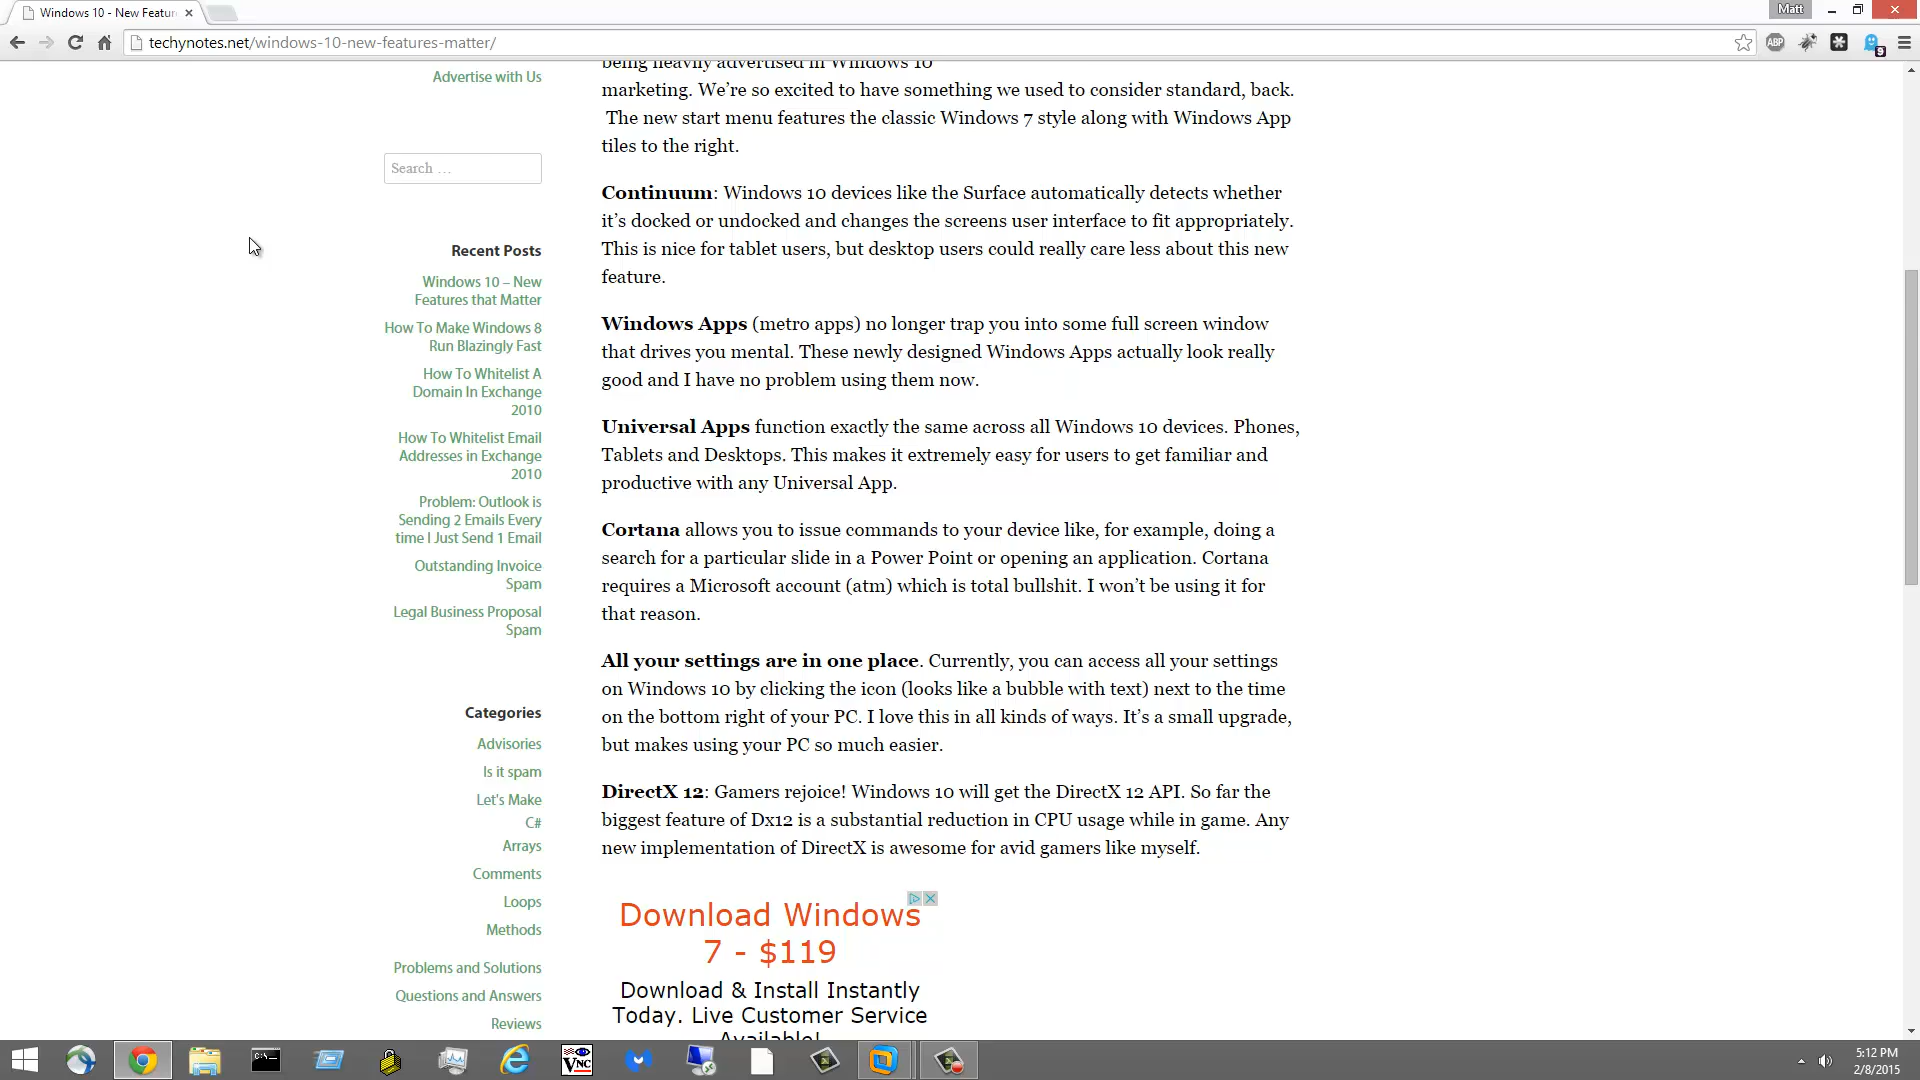 Windows 10 - New Featur
Matt
techynotes.net/windows-10-new-features-matter/
ABP
9
Advertise with Us
Search …
Recent Posts
Windows 10 – New
Features that Matter
How To Make Windows 8
Run Blazingly Fast
How To Whitelist A
Domain In Exchange
2010
How To Whitelist Email
Addresses in Exchange
2010
Problem: Outlook is
Sending 2 Emails Every
time I Just Send 1 Email
Outstanding Invoice
Spam
Legal Business Proposal
Spam
Categories
Advisories
Is it spam
Let's Make
C#
Arrays
Comments
Loops
Methods
Problems and Solutions
Questions and Answers
Reviews
being heavily advertised in Windows 10
marketing. We’re so excited to have something we used to consider standard, back.
The new start menu features the classic Windows 7 style along with Windows App
tiles to the right.
Continuum: Windows 10 devices like the Surface automatically detects whether
it’s docked or undocked and changes the screens user interface to fit appropriately.
This is nice for tablet users, but desktop users could really care less about this new
feature.
Windows Apps (metro apps) no longer trap you into some full screen window
that drives you mental. These newly designed Windows Apps actually look really
good and I have no problem using them now.
Universal Apps function exactly the same across all Windows 10 devices. Phones,
Tablets and Desktops. This makes it extremely easy for users to get familiar and
productive with any Universal App.
Cortana allows you to issue commands to your device like, for example, doing a
search for a particular slide in a Power Point or opening an application. Cortana
requires a Microsoft account (atm) which is total bullshit. I won’t be using it for
that reason.
All your settings are in one place. Currently, you can access all your settings
on Windows 10 by clicking the icon (looks like a bubble with text) next to the time
on the bottom right of your PC. I love this in all kinds of ways. It’s a small upgrade,
but makes using your PC so much easier.
DirectX 12: Gamers rejoice! Windows 10 will get the DirectX 12 API. So far the
biggest feature of Dx12 is a substantial reduction in CPU usage while in game. Any
new implementation of DirectX is awesome for avid gamers like myself.
Download Windows
7 - $119
Download & Install Instantly
Today. Live Customer Service
Available!
C:\
VNC
5:12 PM
2/8/2015